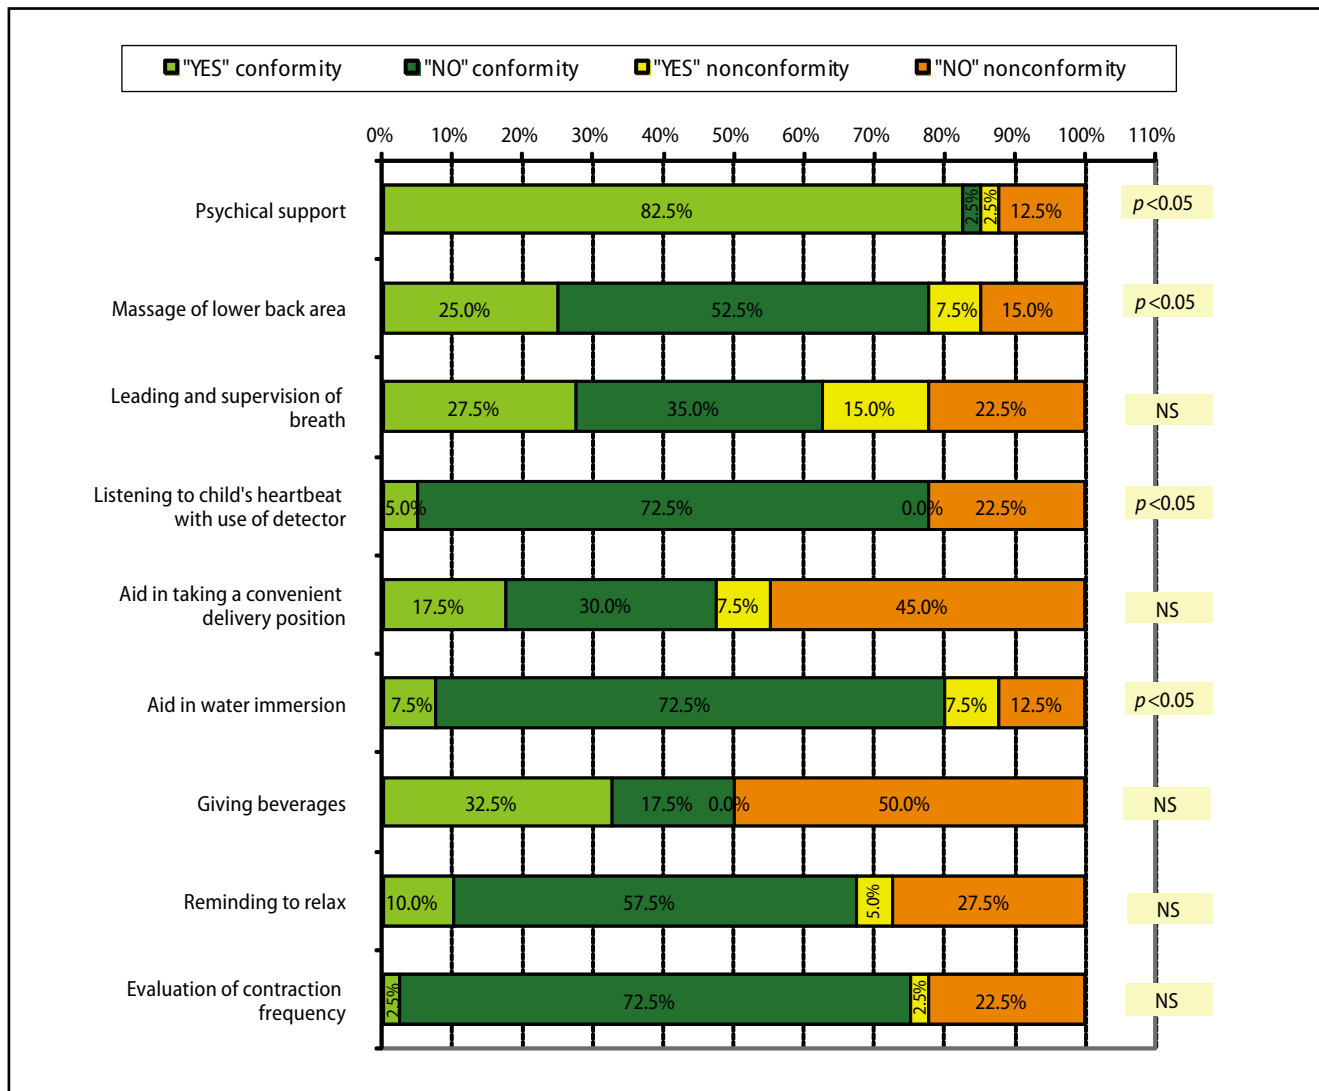 "YES" conformity "NO" conformity "YES" nonconformity "NO" nonconformity
0% 10% 20% 30% 40% 50% 60% 70% 80% 90% 100% 110%
Psychical support 82.5% 2.5% 2.5% 12.5% p<0.05
Massage of lower back area 25.0% 52.5% 7.5% 15.0% p<0.05
Leading and supervision of
breath 27.5% 35.0% 15.0% 22.5% NS
Listening to child's heartbeat
with use of detector 5.0% 72.5% 0.0% 22.5% p<0.05
Aid in taking a convenient
delivery position 17.5% 30.0% 7.5% 45.0% NS
Aid in water immersion 7.5% 72.5% 7.5% 12.5% p<0.05
Giving beverages 32.5% 17.5% 0.0% 50.0% NS
Reminding to relax 10.0% 57.5% 5.0% 27.5% NS
Evaluation of contraction
frequency 2.5% 72.5% 2.5% 22.5% NS